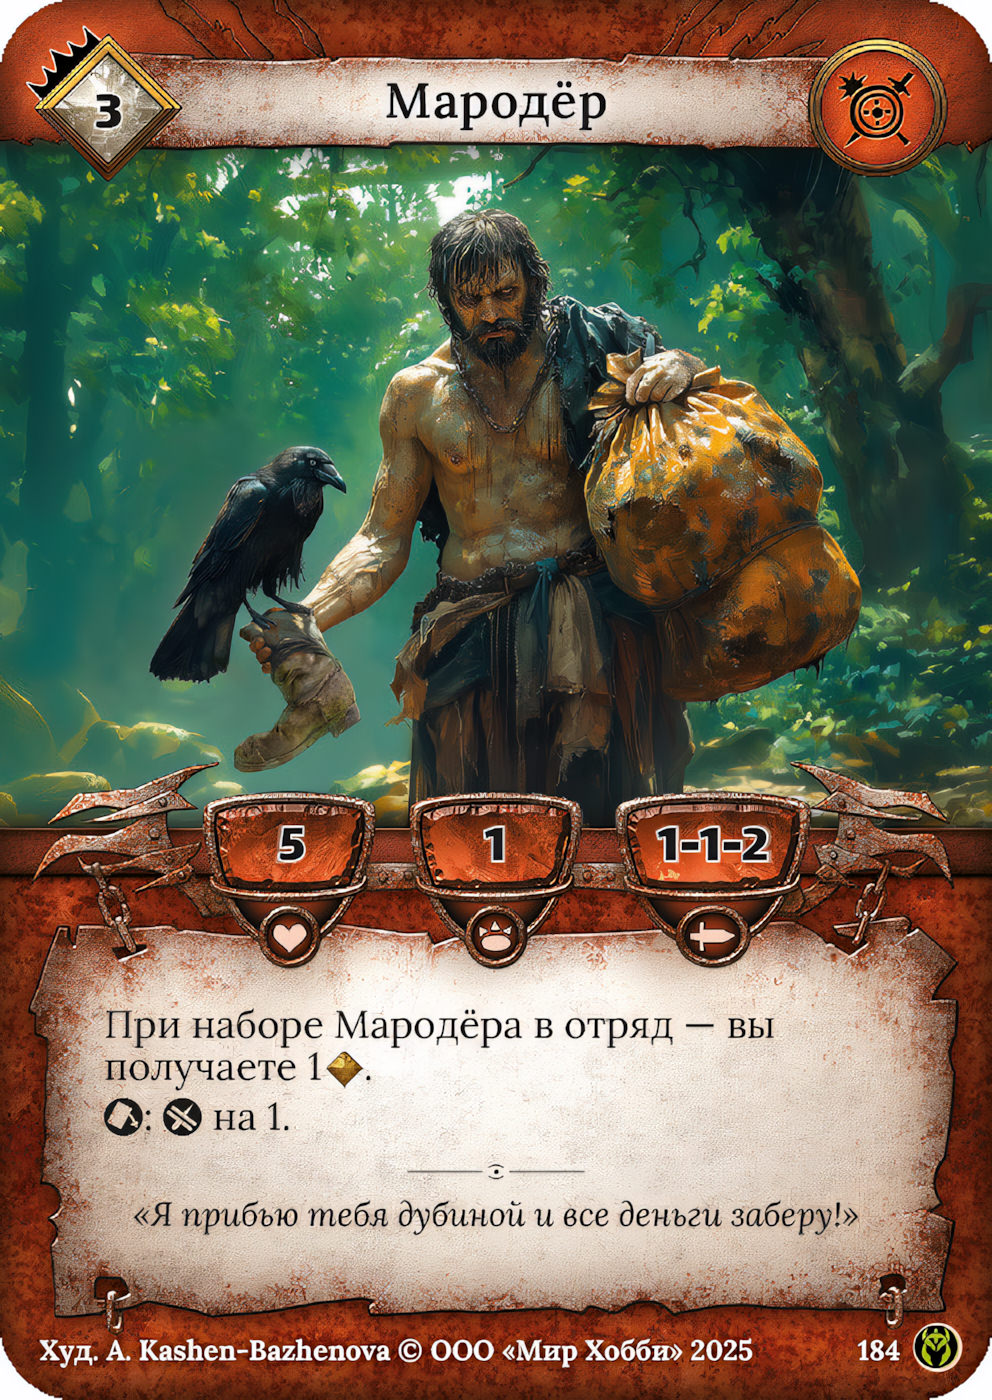 3
Мародёр
5
1
1-1-2
При наборе Мародёра в отряд — вы
получаете 1.
: на 1.
«Я прибью тебя дубиной и все деньги заберу!»
Худ. А. Kashen-Bazhenova © ООО «Мир Хобби» 2025
184